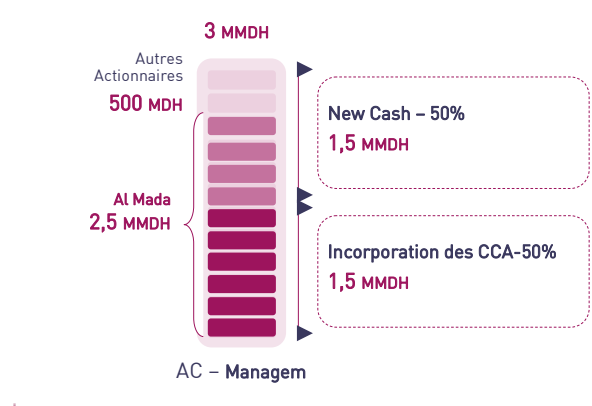 3 MMDH
Autres
Actionnaires
500 MDH
New Cash – 50%
1,5 MMDH
Al Mada
2,5 MMDH
Incorporation des CCA-50%
1,5 MMDH
AC – Managem